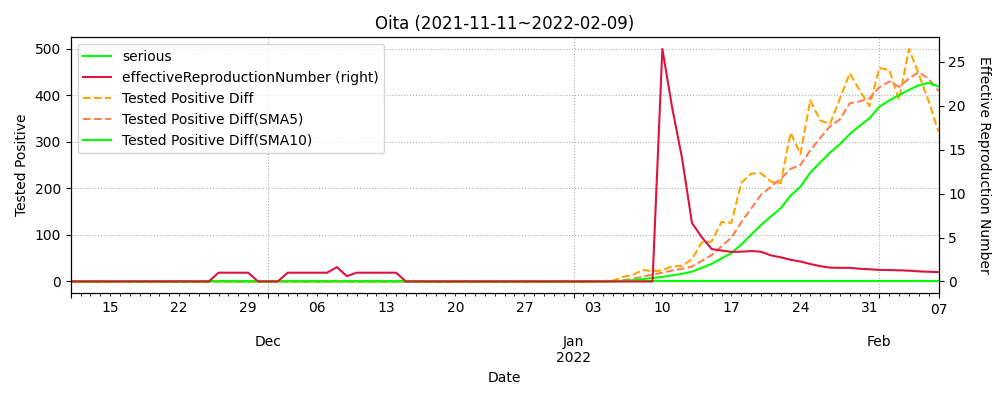 Oita (2021-11-11~2022-02-09)
serious
effectiveReproductionNumber (right)
Tested Positive Diff
Tested Positive Diff(SMA5)
Tested Positive Diff(SMA10)
Tested Positive
500
400
300
200
100
0
25
20
15
10
5
0
Effective Reproduction Number
15 22 29 06 13 20 27 03 10 17 24 31 07
Dec Jan Feb
2022
Date